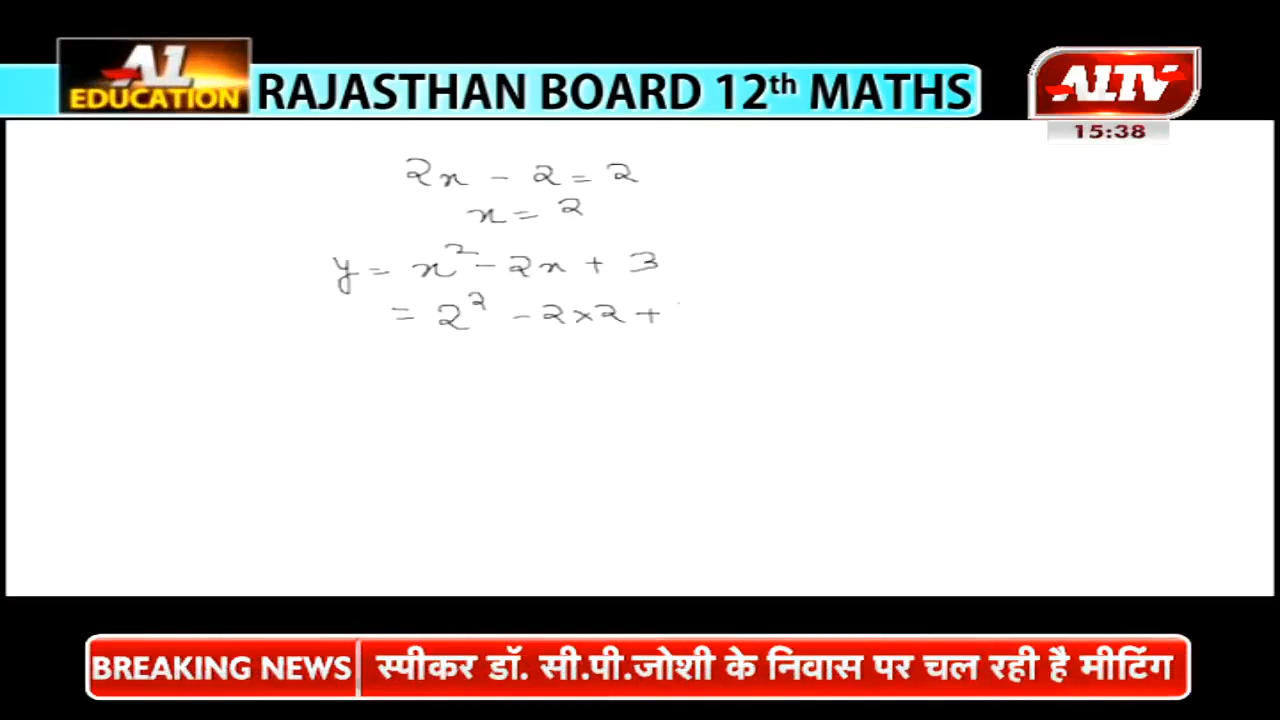 A1
EDUCATION
RAJASTHAN BOARD 12th MATHS
A1TV
15:38
2x - 2 = 2
x = 2
y = x² - 2x + 3
= 2² - 2×2 +
BREAKING NEWS
स्पीकर डॉ. सी.पी.जोशी के निवास पर चल रही है मीटिंग